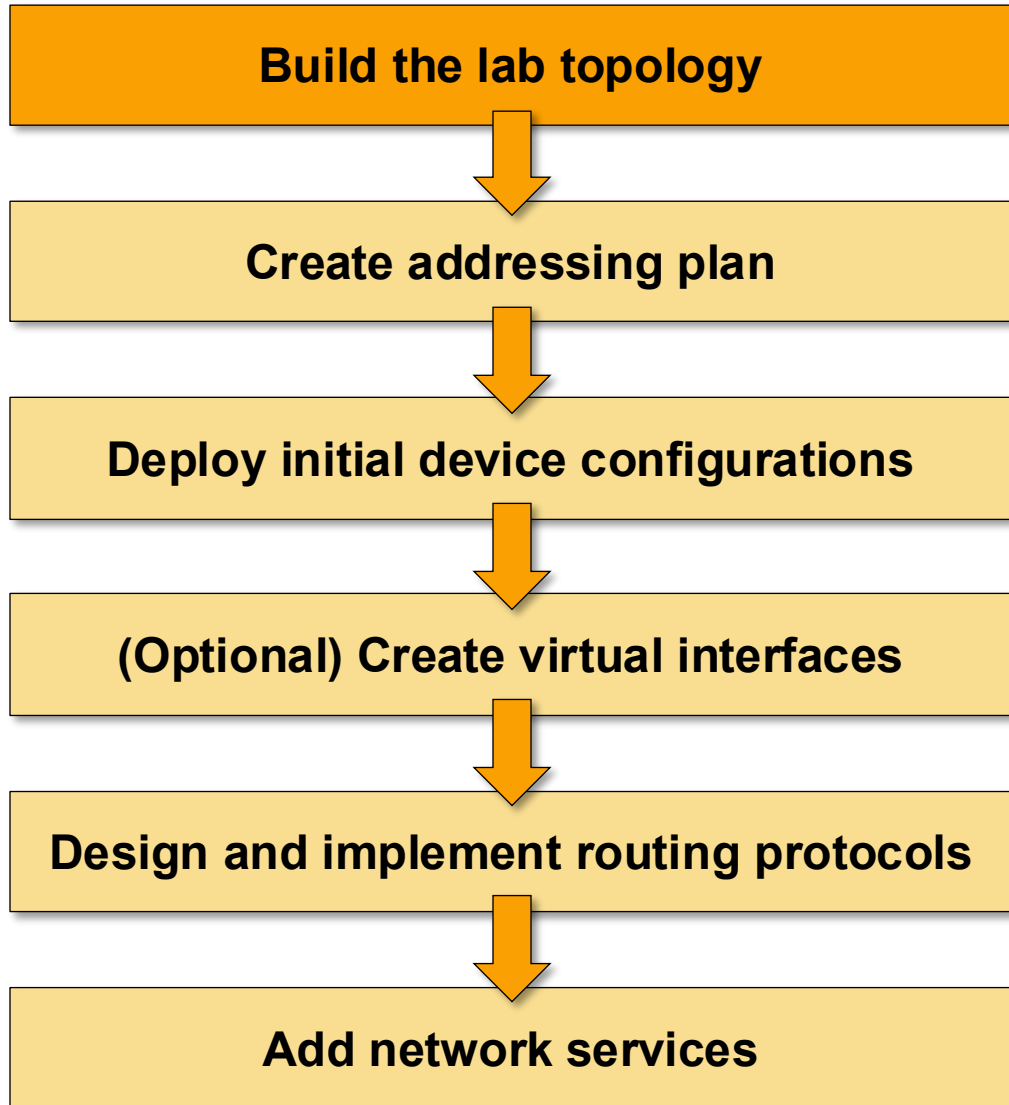 Build the lab topology
Create addressing plan
Deploy initial device configurations
(Optional) Create virtual interfaces
Design and implement routing protocols
Add network services